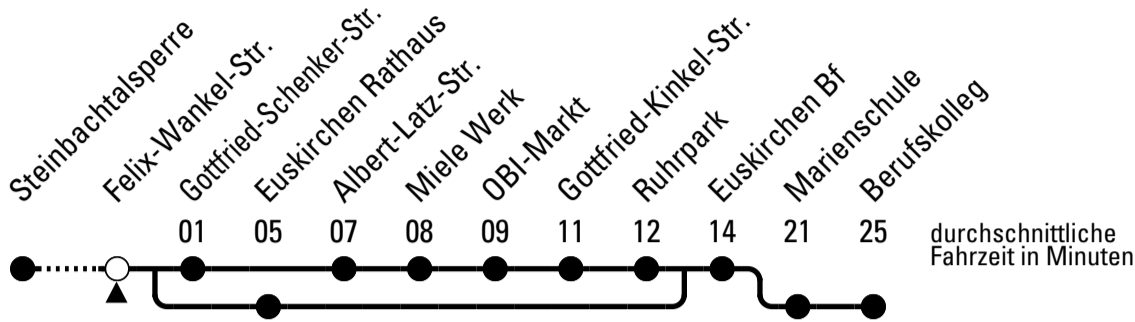 Steinbachtalsperre
Felix-Wankel-Str.
Gottfried-Schenker-Str.
Euskirchen Rathaus
Albert-Latz-Str.
Miele Werk
OBI-Markt
Gottfried-Kinkel-Str.
Ruhrpark
Euskirchen Bf
Marienschule
Berufskolleg
01 05 07 08 09 11 12 14 21 25
durchschnittliche
Fahrzeit in Minuten